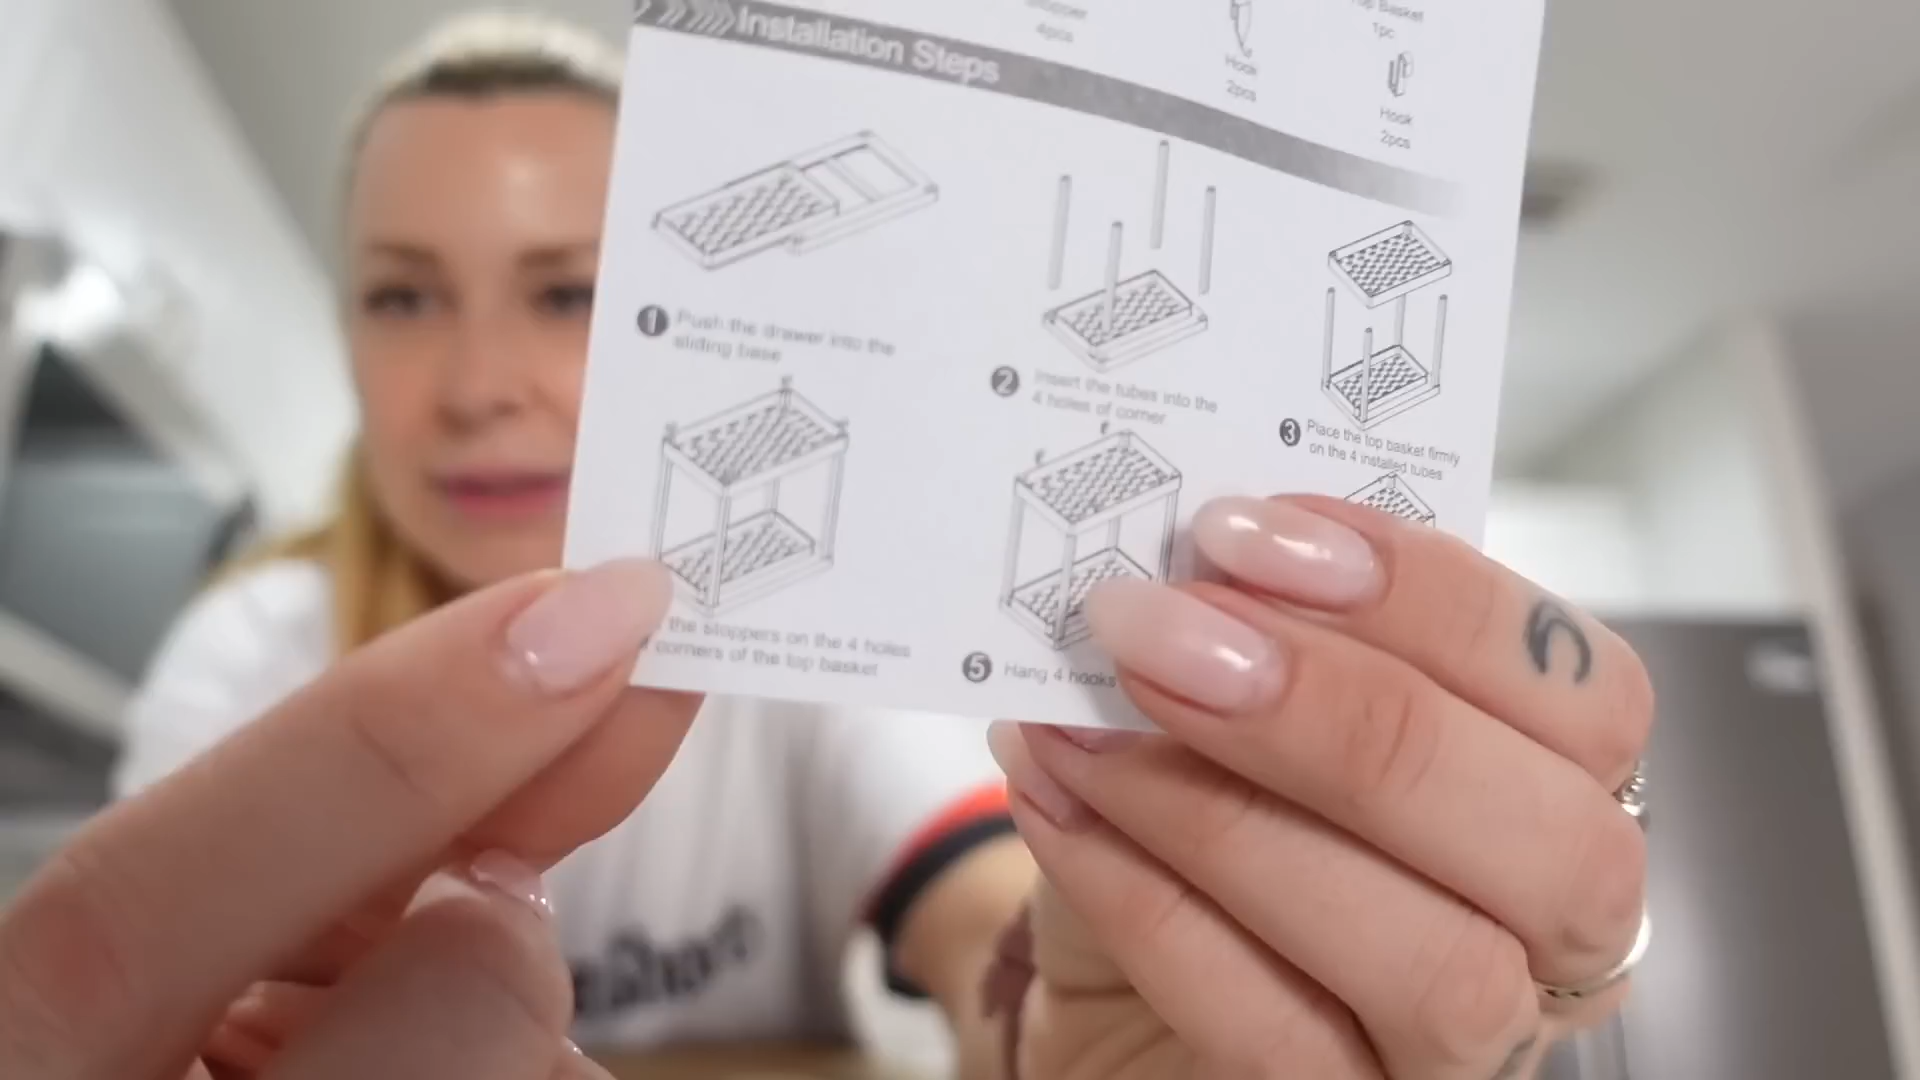 4pcs
Hook
2pcs
Top Basket
1pc
Hook
2pcs
Installation Steps
1 Push the drawer into the
sliding base
2 Insert the tubes into the
4 holes of corner
3 Place the top basket firmly
on the 4 installed tubes
the stoppers on the 4 holes
corners of the top basket
5 Hang 4 hooks